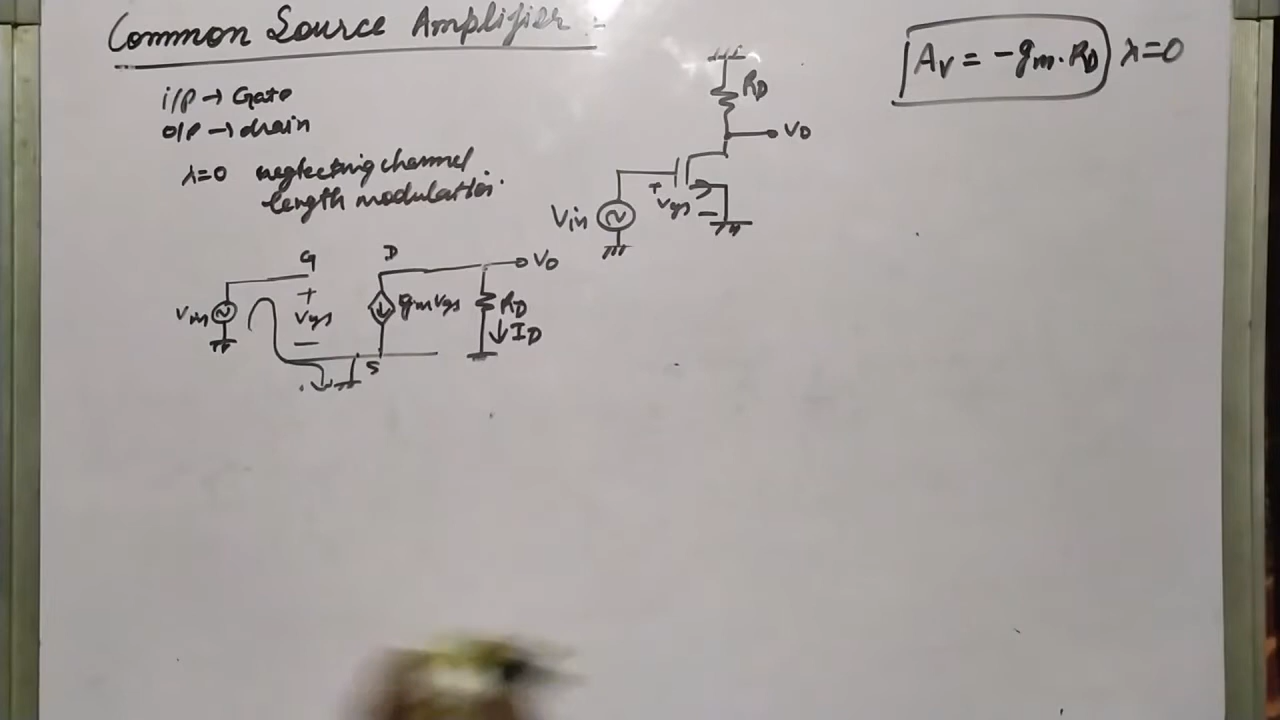 Common Source Amplifier :-
i/p → Gate
o/p → drain
λ=0 neglecting channel
length modulation.
Av = -gm.RD λ=0
RD
VD
Vin
+
Vgs
-
G
D
VO
Vin
+
Vgs
-
gmVgs
RD
↓ID
S